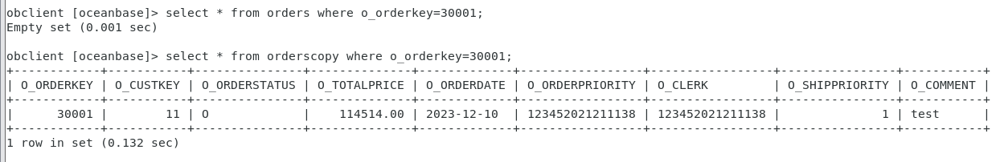 obclient [oceanbase]> select * from orders where o_orderkey=30001;
Empty set (0.001 sec)
obclient [oceanbase]> select * from orderscopy where o_orderkey=30001;
+------------+-----------+---------------+--------------+-------------+-----------------+-----------------+----------------+-----------+
| O_ORDERKEY | O_CUSTKEY | O_ORDERSTATUS | O_TOTALPRICE | O_ORDERDATE | O_ORDERPRIORITY | O_CLERK         | O_SHIPPRIORITY | O_COMMENT |
+------------+-----------+---------------+--------------+-------------+-----------------+-----------------+----------------+-----------+
|      30001 |        11 | O             |    114514.00 | 2023-12-10  | 123452021211138 | 123452021211138 |              1 | test      |
+------------+-----------+---------------+--------------+-------------+-----------------+-----------------+----------------+-----------+
1 row in set (0.132 sec)